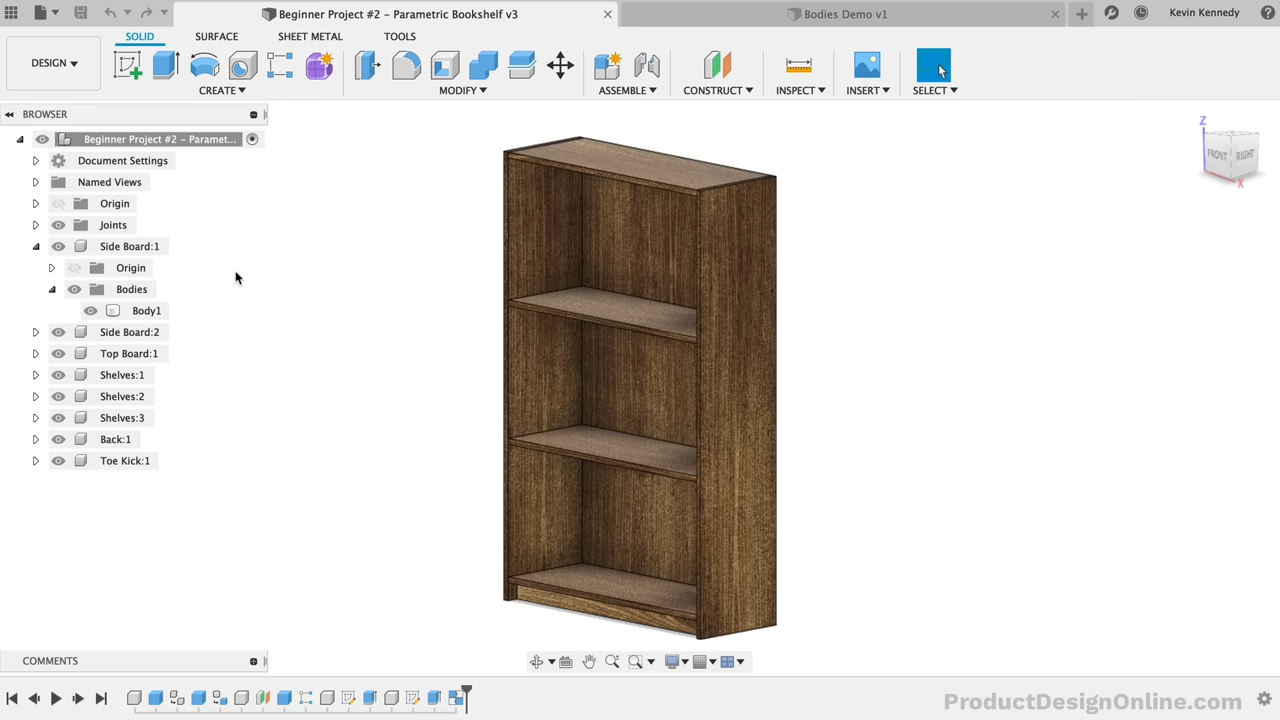 Beginner Project #2 – Parametric Bookshelf v3
Bodies Demo v1
Kevin Kennedy
SOLID
SURFACE
SHEET METAL
TOOLS
DESIGN
CREATE
MODIFY
ASSEMBLE
CONSTRUCT
INSPECT
INSERT
SELECT
BROWSER
Beginner Project #2 – Paramet...
Document Settings
Named Views
Origin
Joints
Side Board:1
Origin
Bodies
Body1
Side Board:2
Top Board:1
Shelves:1
Shelves:2
Shelves:3
Back:1
Toe Kick:1
Z
FRONT
RIGHT
X
COMMENTS
ProductDesignOnline.com